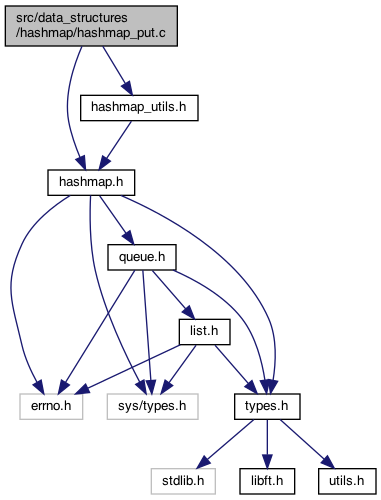 src/data_structures
/hashmap/hashmap_put.c
hashmap_utils.h
hashmap.h
queue.h
list.h
errno.h
sys/types.h
types.h
stdlib.h
libft.h
utils.h